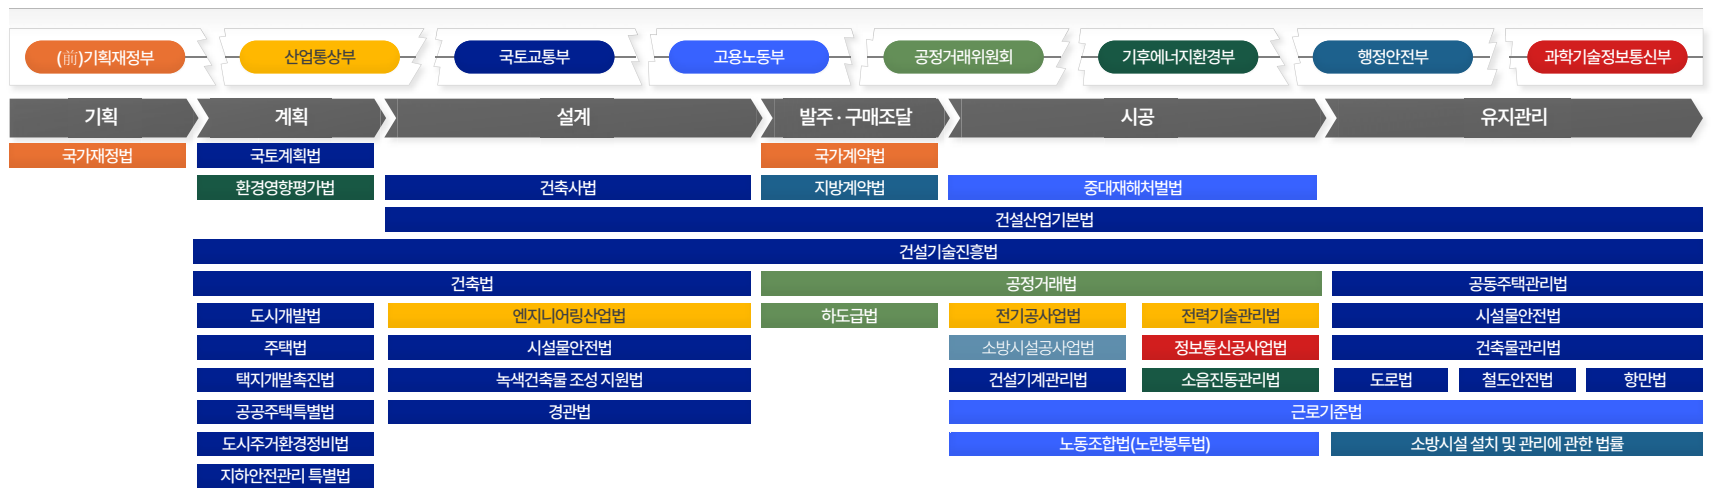 (前)기획재정부 산업통상부 국토교통부 고용노동부 공정거래위원회 기후에너지환경부 행정안전부 과학기술정보통신부
기획 계획 설계 발주 · 구매조달 시공 유지관리
국가재정법 국토계획법 국가계약법
환경영향평가법 건축사법 지방계약법 중대재해처벌법
건설산업기본법
건설기술진흥법
건축법 공정거래법 공동주택관리법
도시개발법 엔지니어링산업법 하도급법 전기공사업법 전력기술관리법 시설물안전법
주택법 시설물안전법 소방시설공사업법 정보통신공사업법 건축물관리법
택지개발촉진법 녹색건축물 조성 지원법 건설기계관리법 소음진동관리법 도로법 철도안전법 항만법
공공주택특별법 경관법 근로기준법
도시주거환경정비법 노동조합법(노란봉투법) 소방시설 설치 및 관리에 관한 법률
지하안전관리 특별법